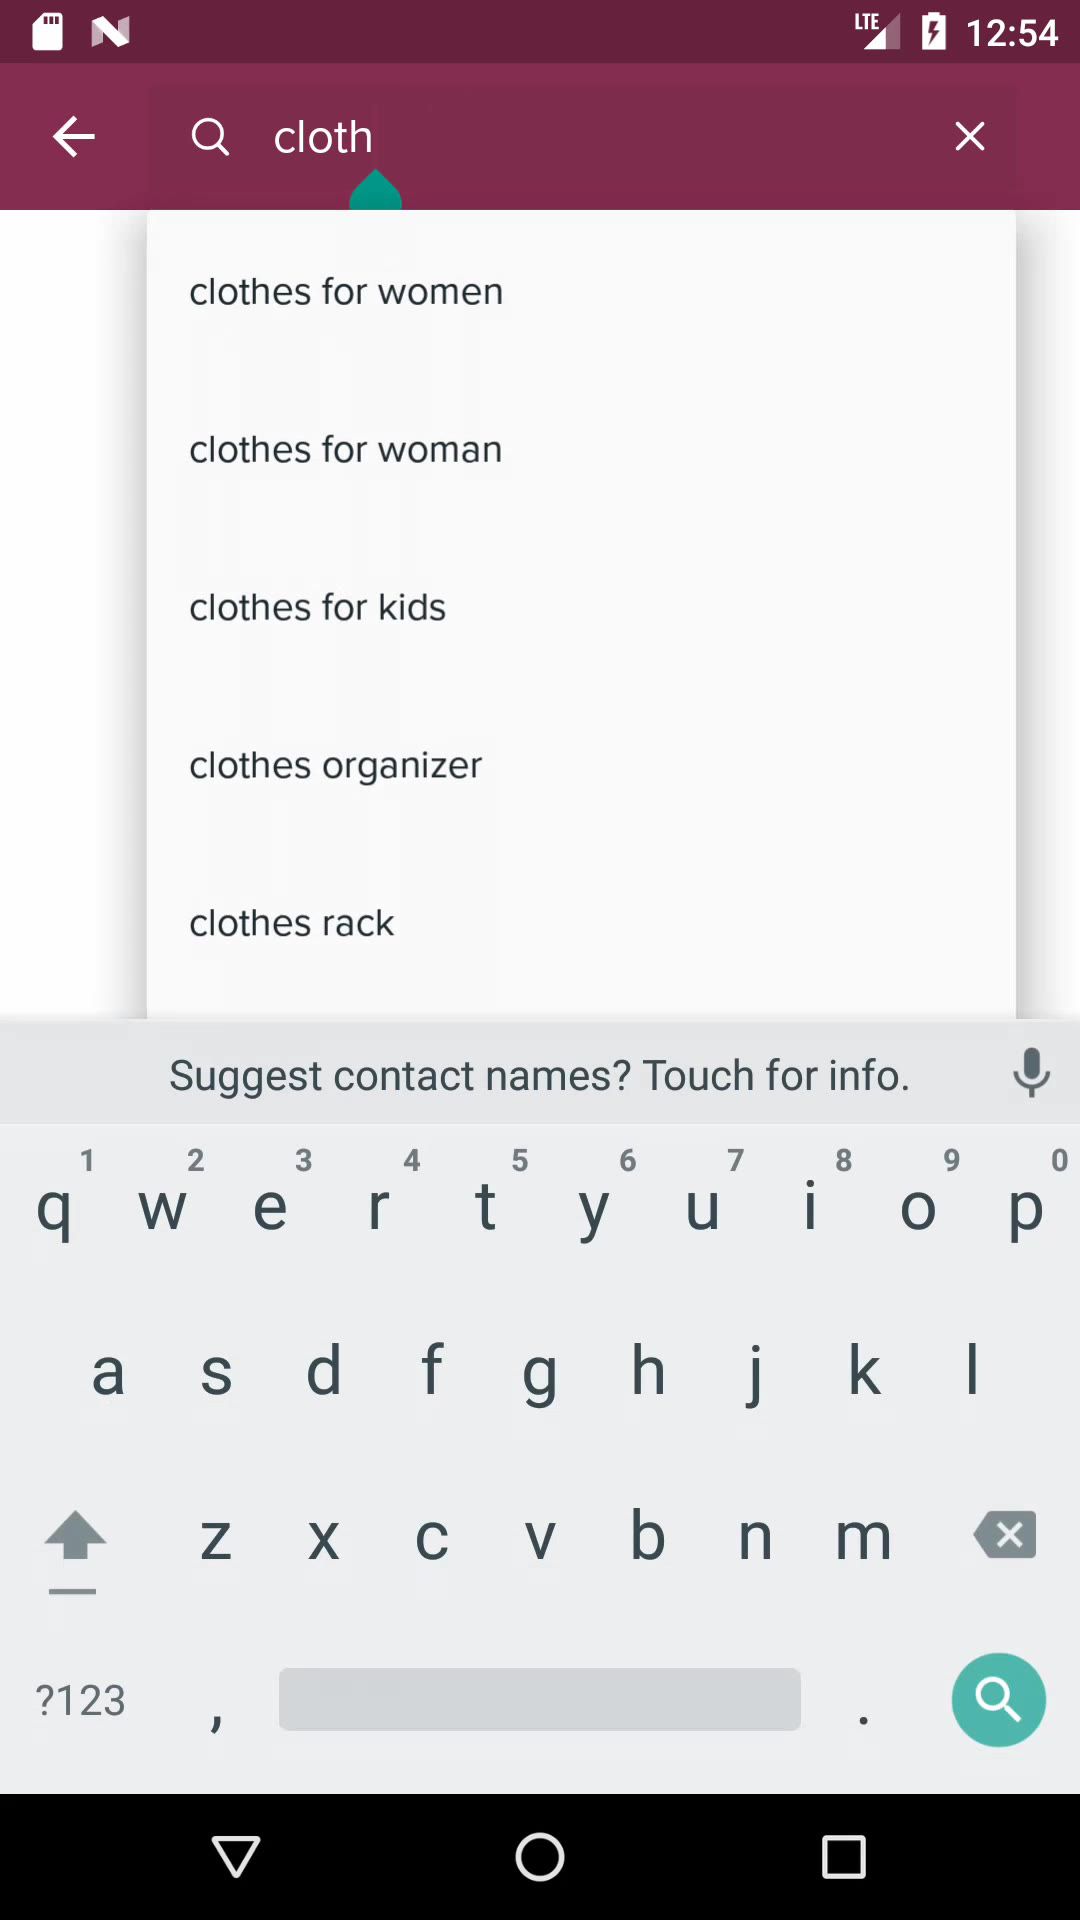 LTE 12:54
cloth
clothes for women
clothes for woman
clothes for kids
clothes organizer
clothes rack
Suggest contact names? Touch for info.
1 2 3 4 5 6 7 8 9 0
q w e r t y u i o p
a s d f g h j k l
z x c v b n m
?123 , .